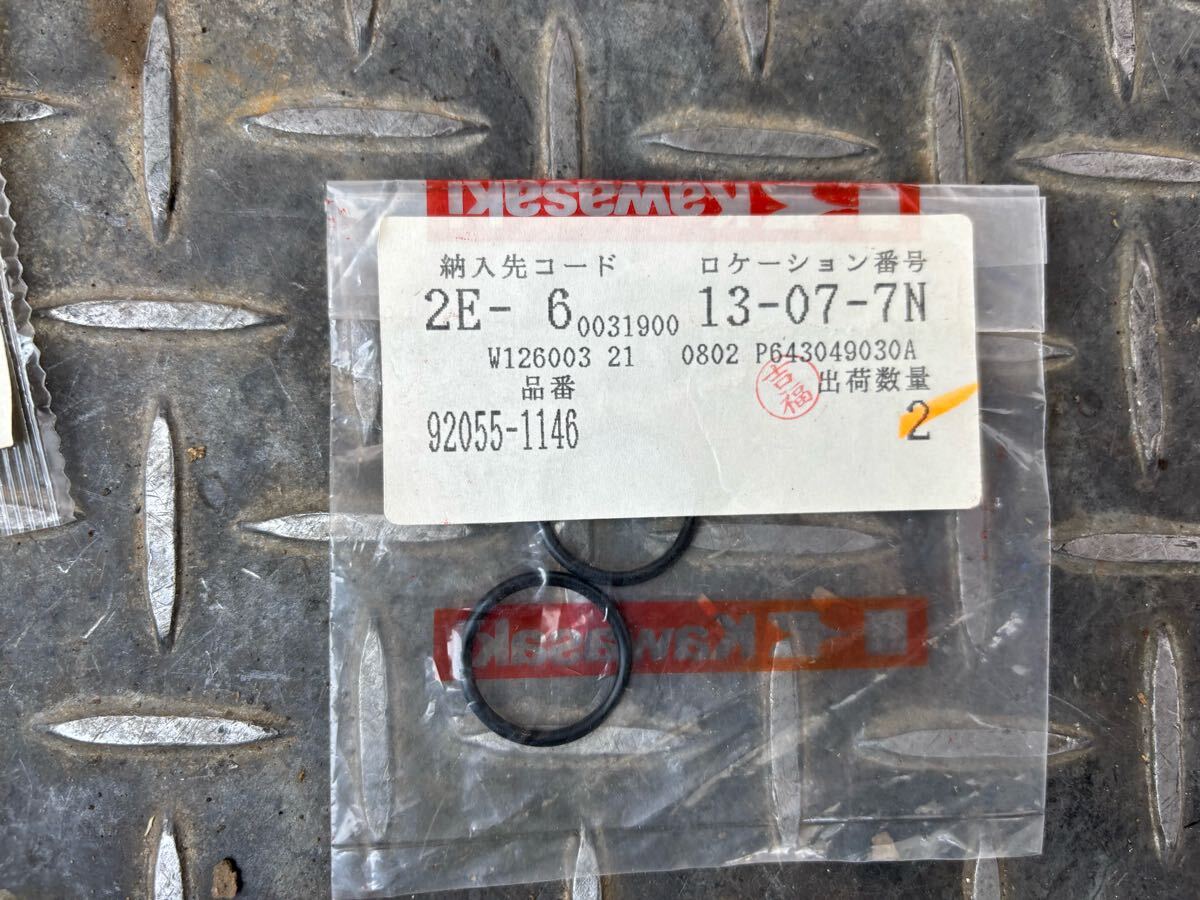 Kawasaki
納入先コード ロケーション番号
2E- 6 0031900 13-07-7N
W126003 21 0802 P643049030A
品番 出荷数量
吉福
92055-1146 2
Kawasaki